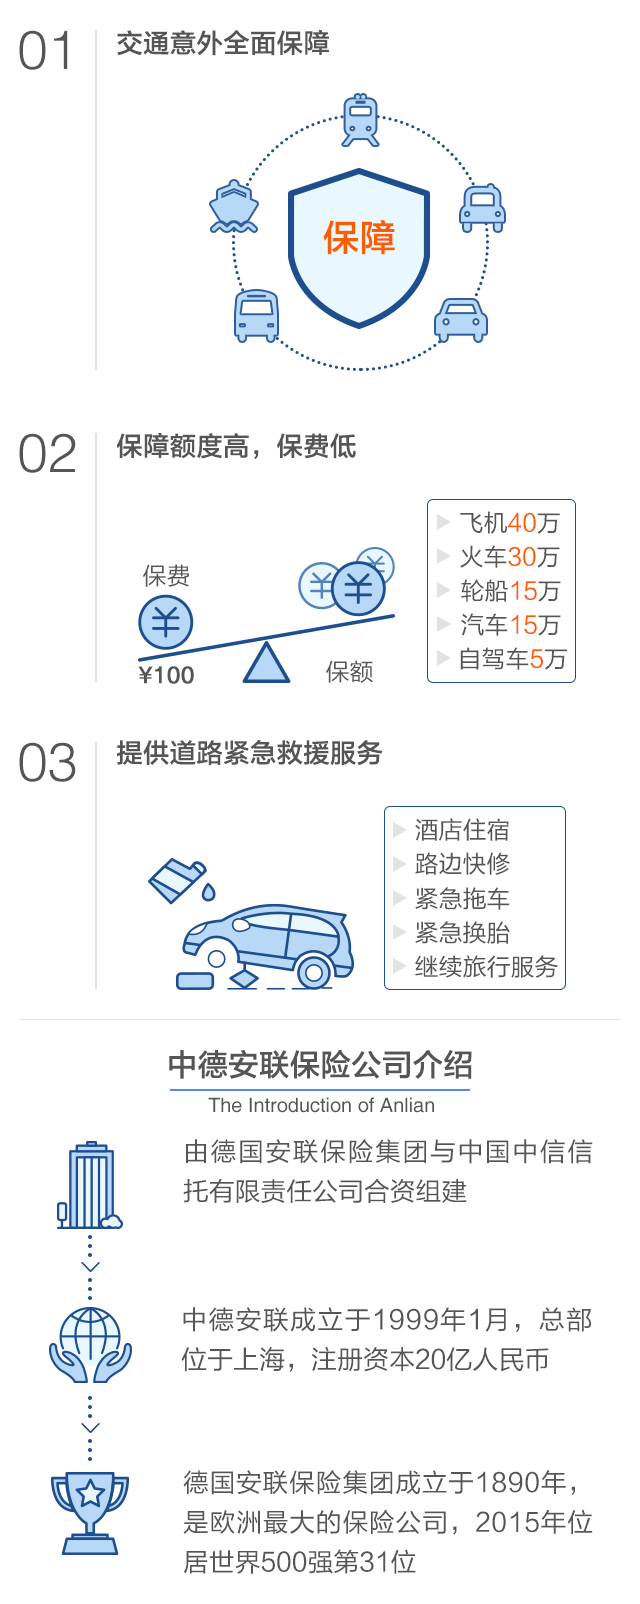 01
交通意外全面保障
保障
02
保障额度高，保费低
保费
¥
¥
¥
¥
¥100
保额
飞机40万
火车30万
轮船15万
汽车15万
自驾车5万
03
提供道路紧急救援服务
酒店住宿
路边快修
紧急拖车
紧急换胎
继续旅行服务
中德安联保险公司介绍
The Introduction of Anlian
由德国安联保险集团与中国中信信
托有限责任公司合资组建
中德安联成立于1999年1月，总部
位于上海，注册资本20亿人民币
德国安联保险集团成立于1890年，
是欧洲最大的保险公司，2015年位
居世界500强第31位